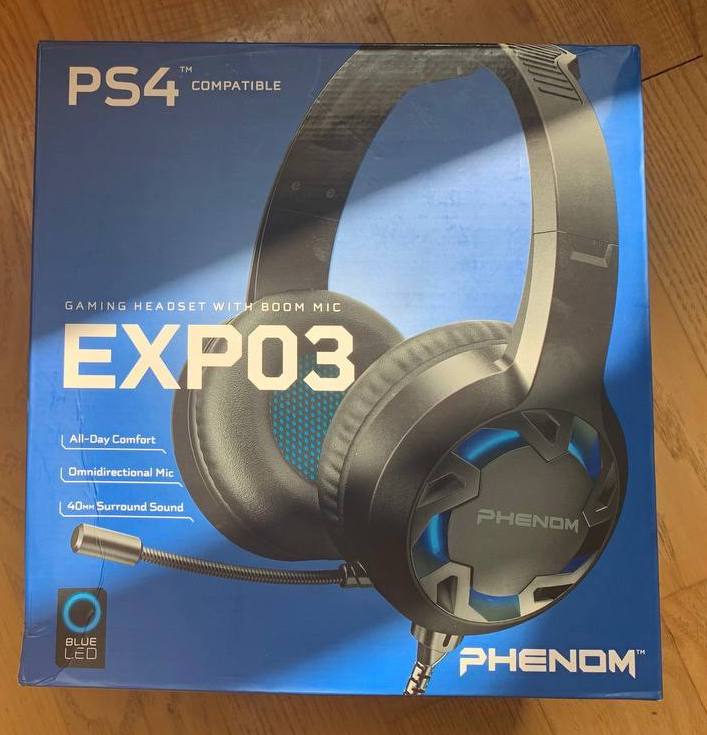 PS4™ COMPATIBLE
GAMING HEADSET WITH BOOM MIC
EXP03
All-Day Comfort
Omnidirectional Mic
40MM Surround Sound
PHENOM
BLUE
LED
PHENOM™